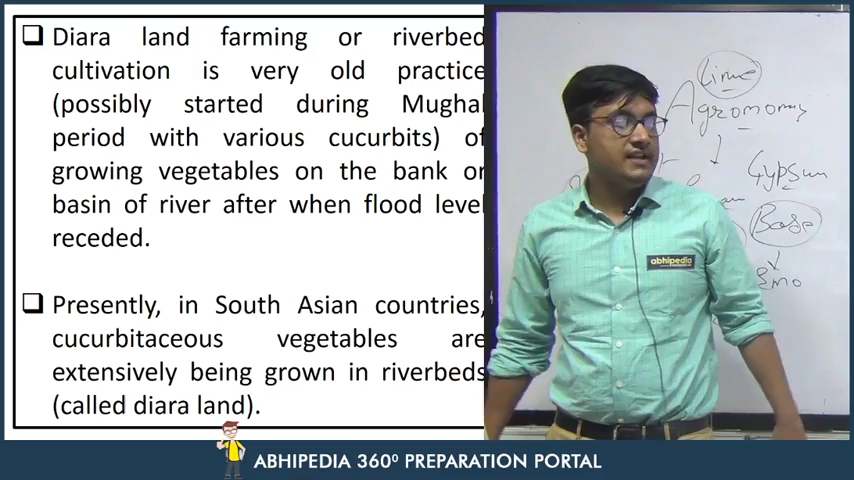 Diara land farming or riverbed
cultivation is very old practice
(possibly started during Mughal
period with various cucurbits) of
growing vegetables on the bank or
basin of river after when flood level
receded.
Presently, in South Asian countries,
cucurbitaceous vegetables are
extensively being grown in riverbeds
(called diara land).
Lime
Agronomy
Gypsum
Base
abhipedia
ABHIPEDIA 360⁰ PREPARATION PORTAL